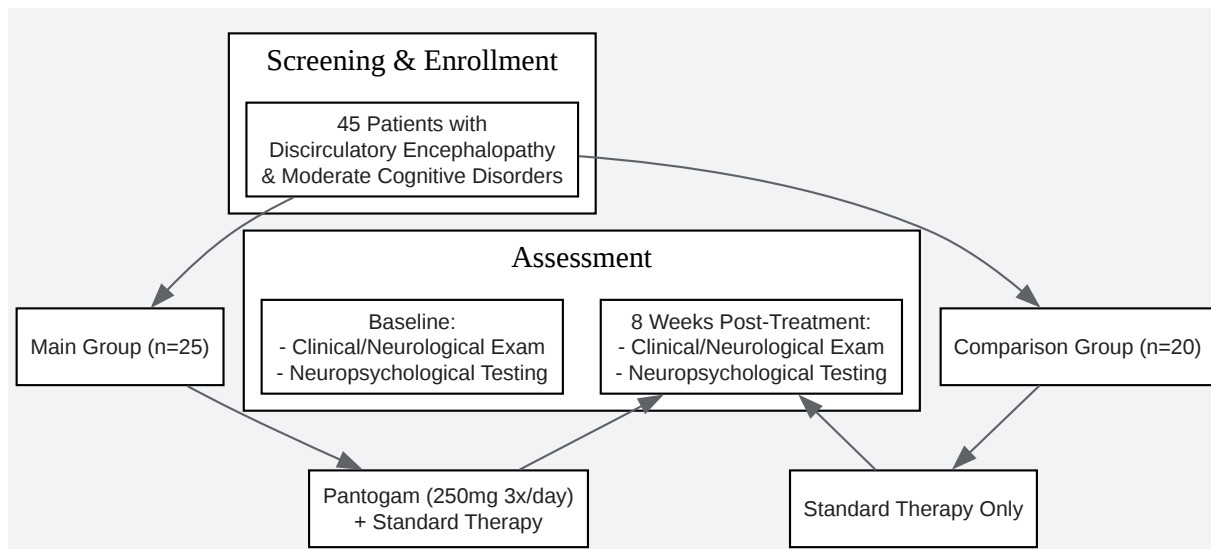 Screening & Enrollment
45 Patients with
Discirculatory Encephalopathy
& Moderate Cognitive Disorders
Assessment
Baseline:
- Clinical/Neurological Exam
- Neuropsychological Testing
8 Weeks Post-Treatment:
- Clinical/Neurological Exam
- Neuropsychological Testing
Main Group (n=25)
Comparison Group (n=20)
Pantogam (250mg 3x/day)
+ Standard Therapy
Standard Therapy Only